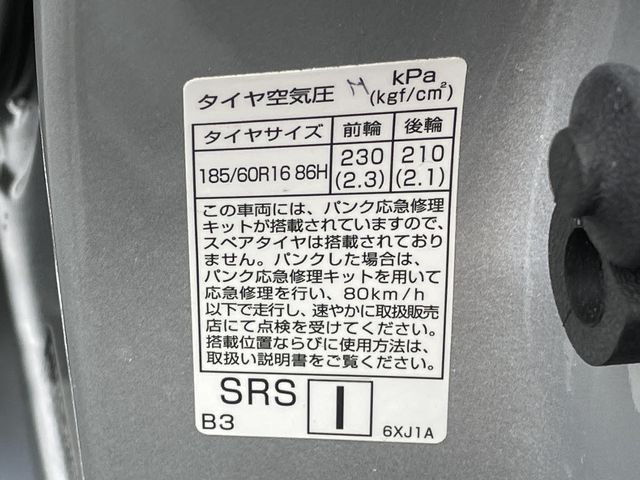 タイヤ空気圧 kPa
(kgf/cm²)
タイヤサイズ 前輪 後輪
185/60R16 86H 230 210
(2.3) (2.1)
この車両には、パンク応急修理
キットが搭載されていますので、
スペアタイヤは搭載されており
ません。パンクした場合は、
パンク応急修理キットを用いて
応急修理を行い、80km/h
以下で走行し、速やかに取扱販売
店にて点検を受けてください。
搭載位置ならびに使用方法は、
取扱い説明書をご覧ください。
SRS I
B3 6XJ1A